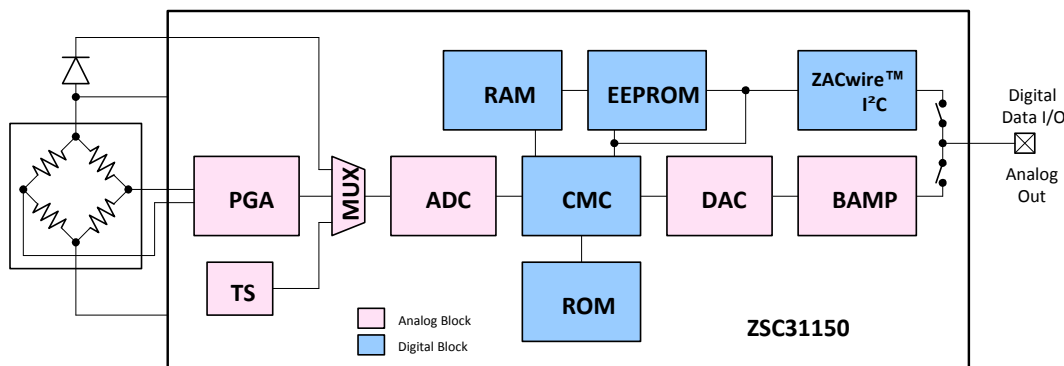 RAM
EEPROM
ZACwire™
I²C
Digital
Data I/O
Analog
Out
PGA
MUX
ADC
CMC
DAC
BAMP
TS
ROM
Analog Block
Digital Block
ZSC31150